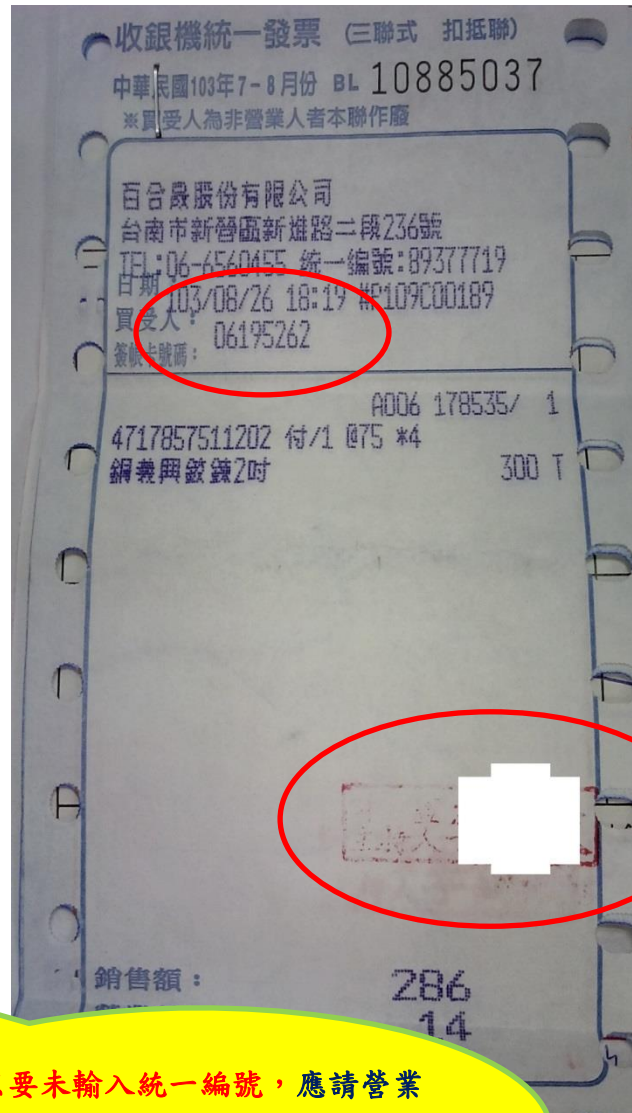 收銀機統一發票 (三聯式 扣抵聯)
中華民國103年7-8月份 BL 10885037
※買受人為非營業人者本聯作廢
百合晟股份有限公司
台南市新營區新進路二段236號
TEL:06-6560455 統一編號:89377719
日期 103/08/26 18:19 #P109C00189
買受人: 06195262
簽帳卡號碼:
A006 178535/ 1
4717857511202 付/1 @75 *4
銅義興鉸鍊2吋 300 T
銷售額: 286
14
要未輸入統一編號,應請營業